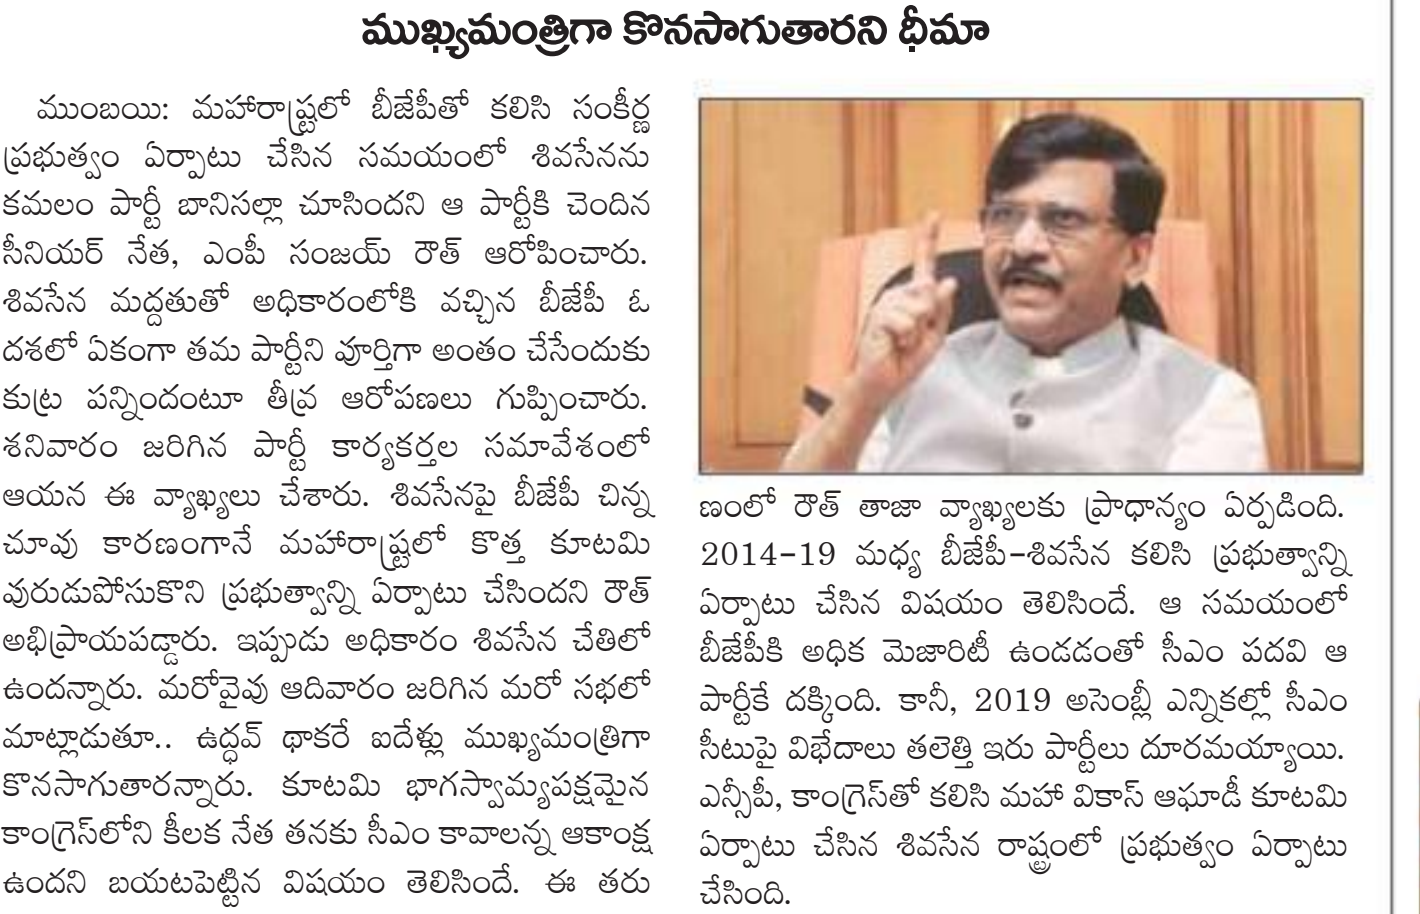 ముఖ్యమంత్రిగా కొనసాగుతారని ధీమా
ముంబయి: మహారాష్ట్రలో బీజేపీతో కలిసి సంకీర్ణ
ప్రభుత్వం ఏర్పాటు చేసిన సమయంలో శివసేనను
కమలం పార్టీ బానిసల్లా చూసిందని ఆ పార్టీకి చెందిన
సీనియర్ నేత, ఎంపీ సంజయ్ రౌత్ ఆరోపించారు.
శివసేన మద్దతుతో అధికారంలోకి వచ్చిన బీజేపీ ఓ
దశలో ఏకంగా తమ పార్టీని పూర్తిగా అంతం చేసేందుకు
కుట్ర పన్నిందంటూ తీవ్ర ఆరోపణలు గుప్పించారు.
శనివారం జరిగిన పార్టీ కార్యకర్తల సమావేశంలో
ఆయన ఈ వ్యాఖ్యలు చేశారు. శివసేనపై బీజేపీ చిన్న
చూవు కారణంగానే మహారాష్ట్రలో కొత్త కూటమి
వురుడుపోసుకొని ప్రభుత్వాన్ని ఏర్పాటు చేసిందని రౌత్
అభిప్రాయపడ్డారు. ఇప్పుడు అధికారం శివసేన చేతిలో
ఉందన్నారు. మరోవైవు ఆదివారం జరిగిన మరో సభలో
మాట్లాడుతూ.. ఉద్ధవ్ థాకరే ఐదేళ్లు ముఖ్యమంత్రిగా
కొనసాగుతారన్నారు. కూటమి భాగస్వామ్యపక్షమైన
కాంగ్రెస్‌లోని కీలక నేత తనకు సీఎం కావాలన్న ఆకాంక్ష
ఉందని బయటపెట్టిన విషయం తెలిసిందే. ఈ తరు
ణంలో రౌత్ తాజా వ్యాఖ్యలకు ప్రాధాన్యం ఏర్పడింది.
2014-19 మధ్య బీజేపీ-శివసేన కలిసి ప్రభుత్వాన్ని
ఏర్పాటు చేసిన విషయం తెలిసిందే. ఆ సమయంలో
బీజేపీకి అధిక మెజారిటీ ఉండడంతో సీఎం పదవి ఆ
పార్టీకే దక్కింది. కానీ, 2019 అసెంబ్లీ ఎన్నికల్లో సీఎం
సీటుపై విభేదాలు తలెత్తి ఇరు పార్టీలు దూరమయ్యాయి.
ఎన్సీపీ, కాంగ్రెస్‌తో కలిసి మహా వికాస్ ఆఘాడీ కూటమి
ఏర్పాటు చేసిన శివసేన రాష్ట్రంలో ప్రభుత్వం ఏర్పాటు
చేసింది.